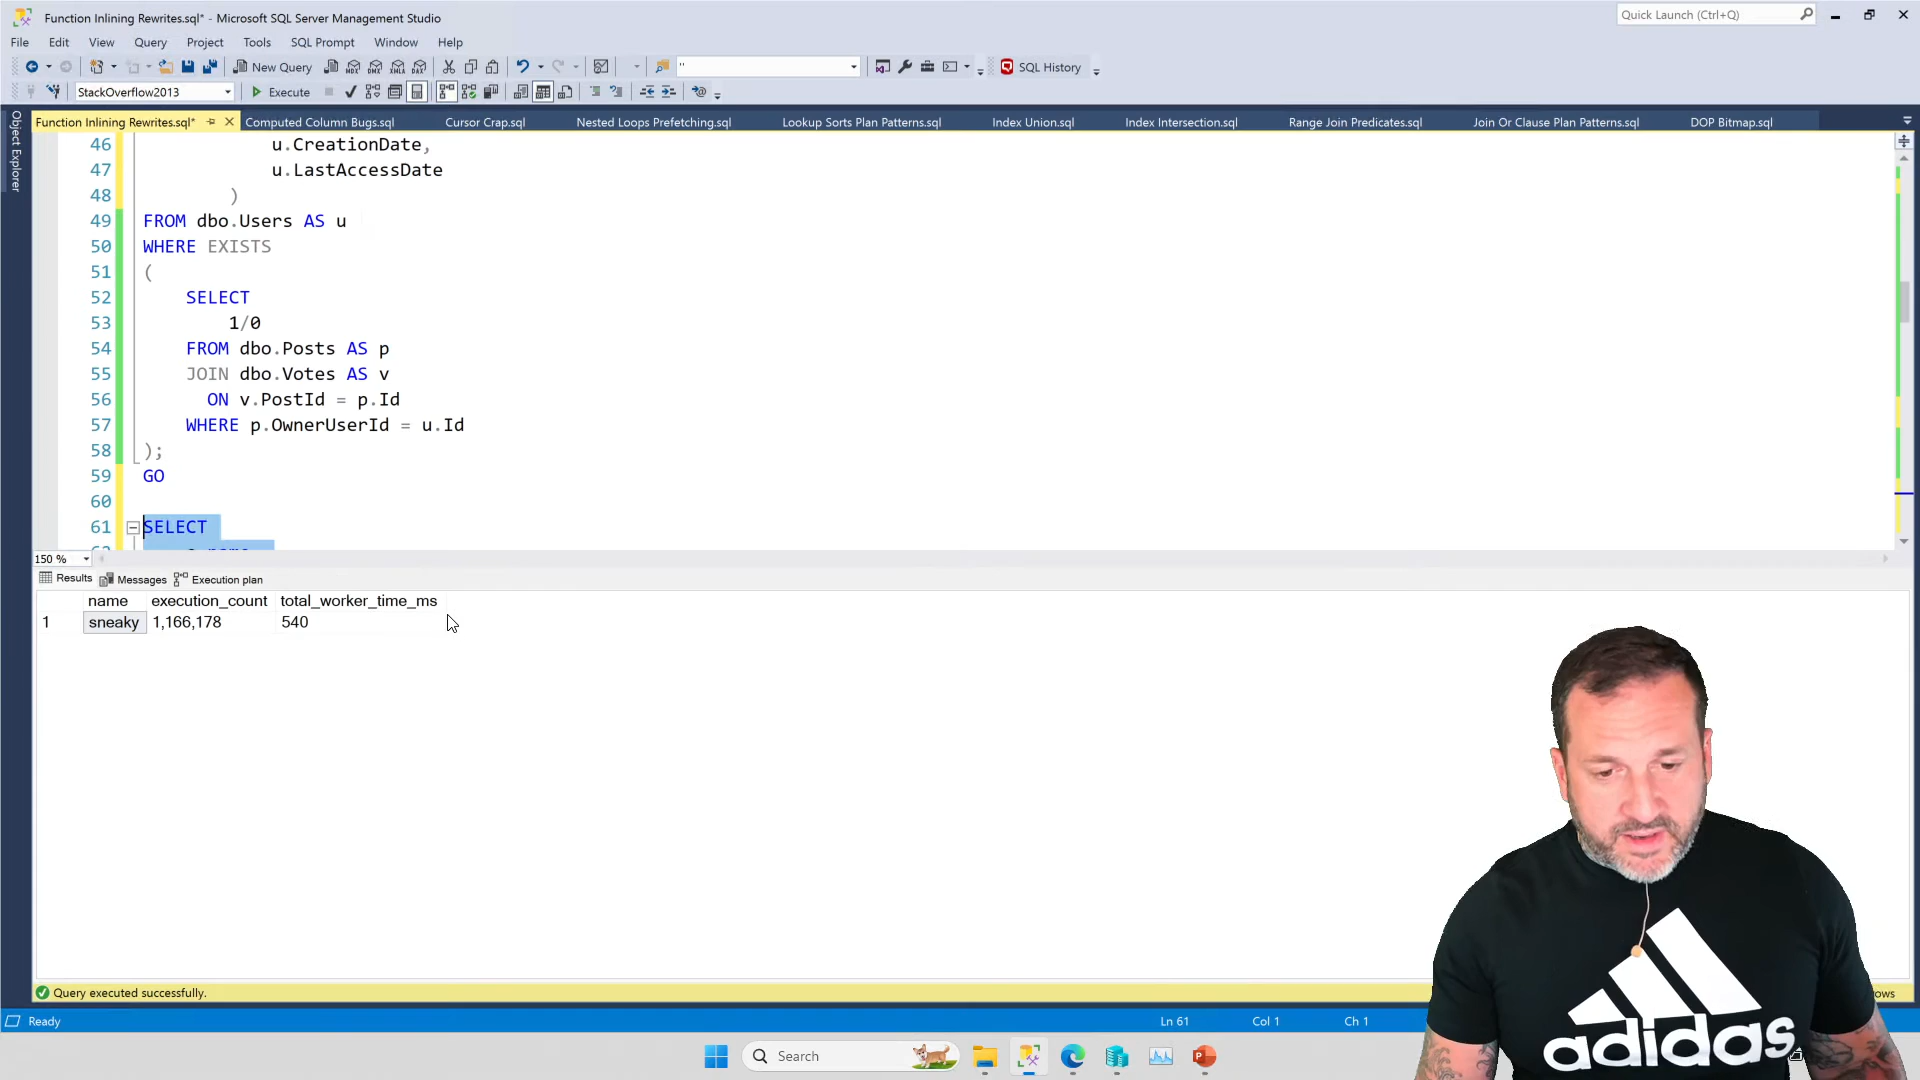 Function Inlining Rewrites.sql* - Microsoft SQL Server Management Studio
Quick Launch (Ctrl+Q)
File Edit View Query Project Tools SQL Prompt Window Help
New Query MDX DMX XMLA DAX '' SQL History
StackOverflow2013 Execute
Function Inlining Rewrites.sql* Computed Column Bugs.sql Cursor Crap.sql Nested Loops Prefetching.sql Lookup Sorts Plan Patterns.sql Index Union.sql Index Intersection.sql Range Join Predicates.sql Join Or Clause Plan Patterns.sql DOP Bitmap.sql
Object Explorer
46 u.CreationDate,
47 u.LastAccessDate
48 )
49 FROM dbo.Users AS u
50 WHERE EXISTS
51 (
52 SELECT
53 1/0
54 FROM dbo.Posts AS p
55 JOIN dbo.Votes AS v
56 ON v.PostId = p.Id
57 WHERE p.OwnerUserId = u.Id
58 );
59 GO
60
61 SELECT
150 %
Results Messages Execution plan
name execution_count total_worker_time_ms
1 sneaky 1,166,178 540
Query executed successfully.
ows
Ready Ln 61 Col 1 Ch 1
Search
adidas